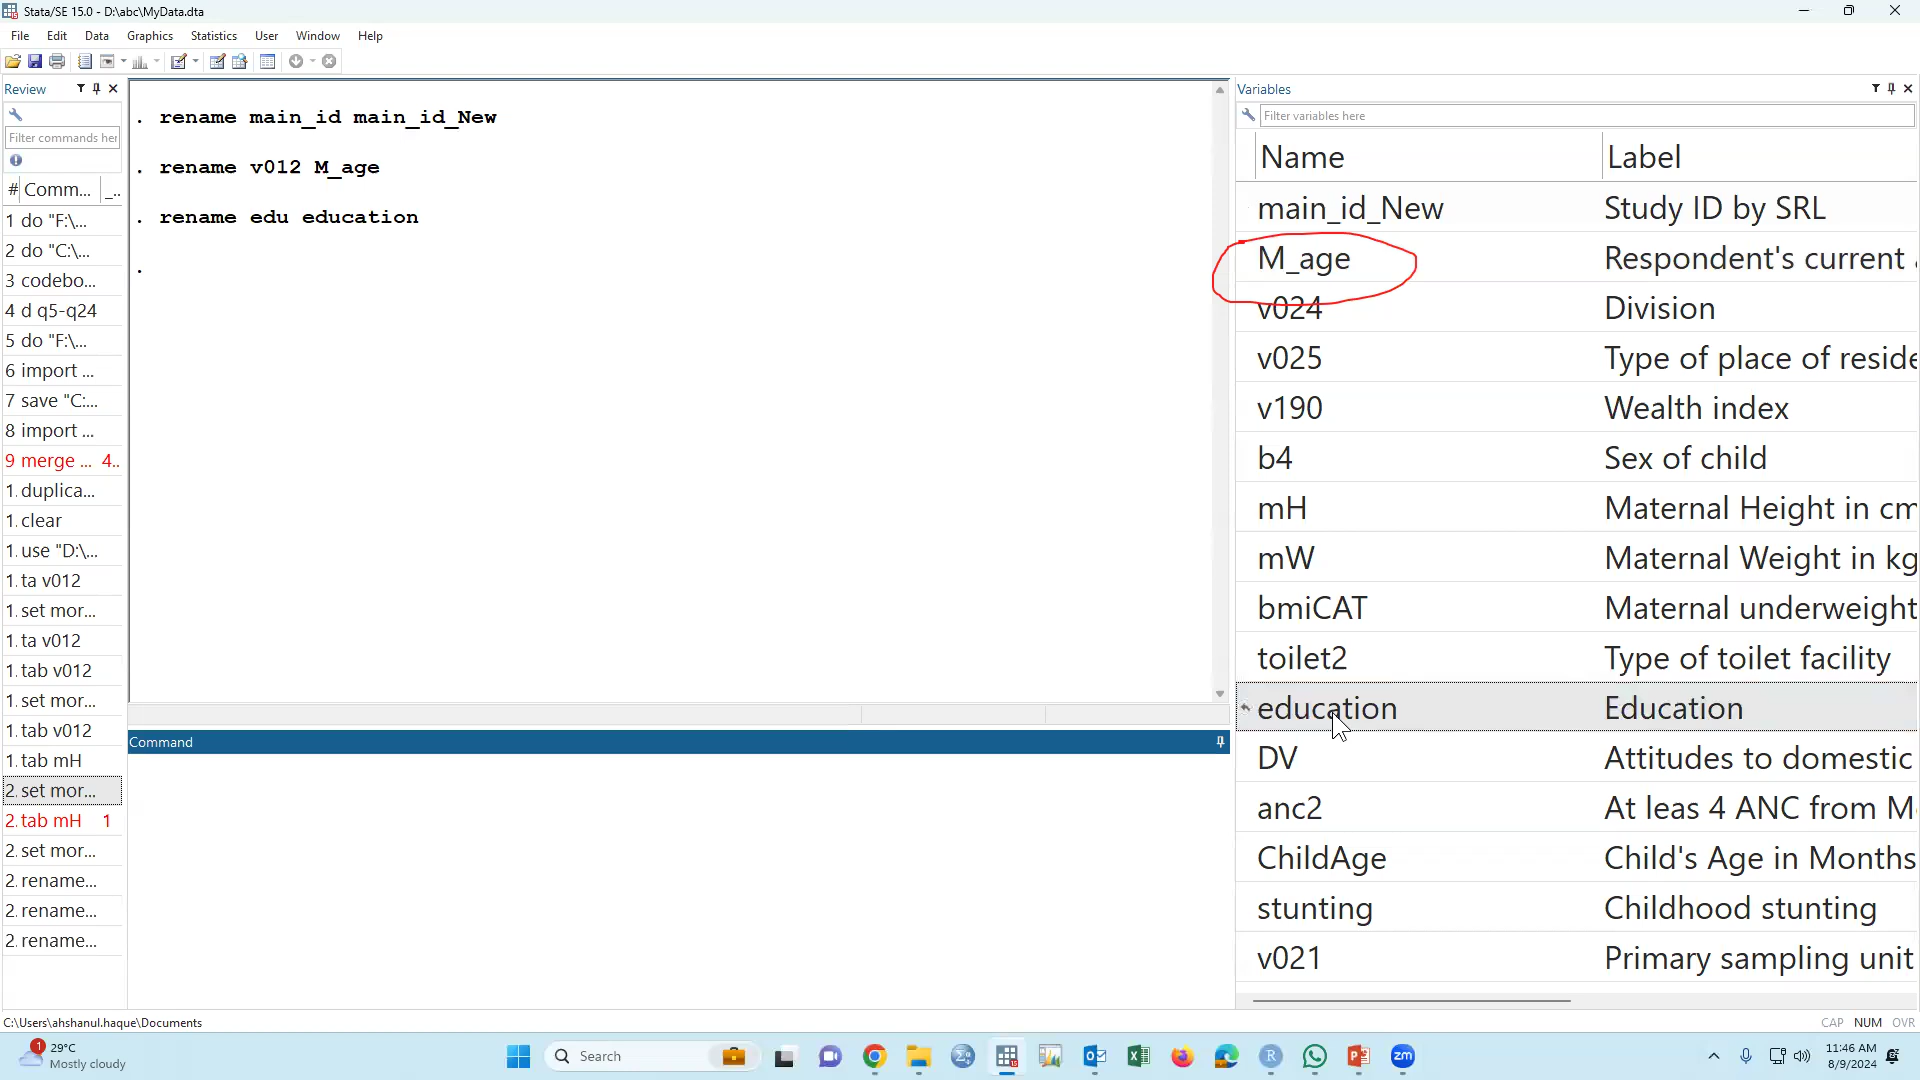 Stata/SE 15.0 - D:\abc\MyData.dta
File Edit Data Graphics Statistics User Window Help
Review
Filter commands her
# Comm... _..
1 do "F:\...
2 do "C:\...
3 codebo...
4 d q5-q24
5 do "F:\...
6 import ...
7 save "C:...
8 import ...
9 merge ... 4..
1. duplica...
1. clear
1. use "D:\...
1. ta v012
1. set mor...
1. ta v012
1. tab v012
1. set mor...
1. tab v012
1. tab mH
2. set mor...
2. tab mH 1
2. set mor...
2. rename...
2. rename...
2. rename...
. rename main_id main_id_New
. rename v012 M_age
. rename edu education
.
Command
Variables
Filter variables here
Name Label
main_id_New Study ID by SRL
M_age Respondent's current
v024 Division
v025 Type of place of reside
v190 Wealth index
b4 Sex of child
mH Maternal Height in cm
mW Maternal Weight in kg
bmiCAT Maternal underweight
toilet2 Type of toilet facility
education Education
DV Attitudes to domestic
anc2 At leas 4 ANC from M
ChildAge Child's Age in Months
stunting Childhood stunting
v021 Primary sampling unit
C:\Users\ahshanul.haque\Documents
CAP NUM OVR
1
29°C
Mostly cloudy
Search
zm
11:46 AM
8/9/2024